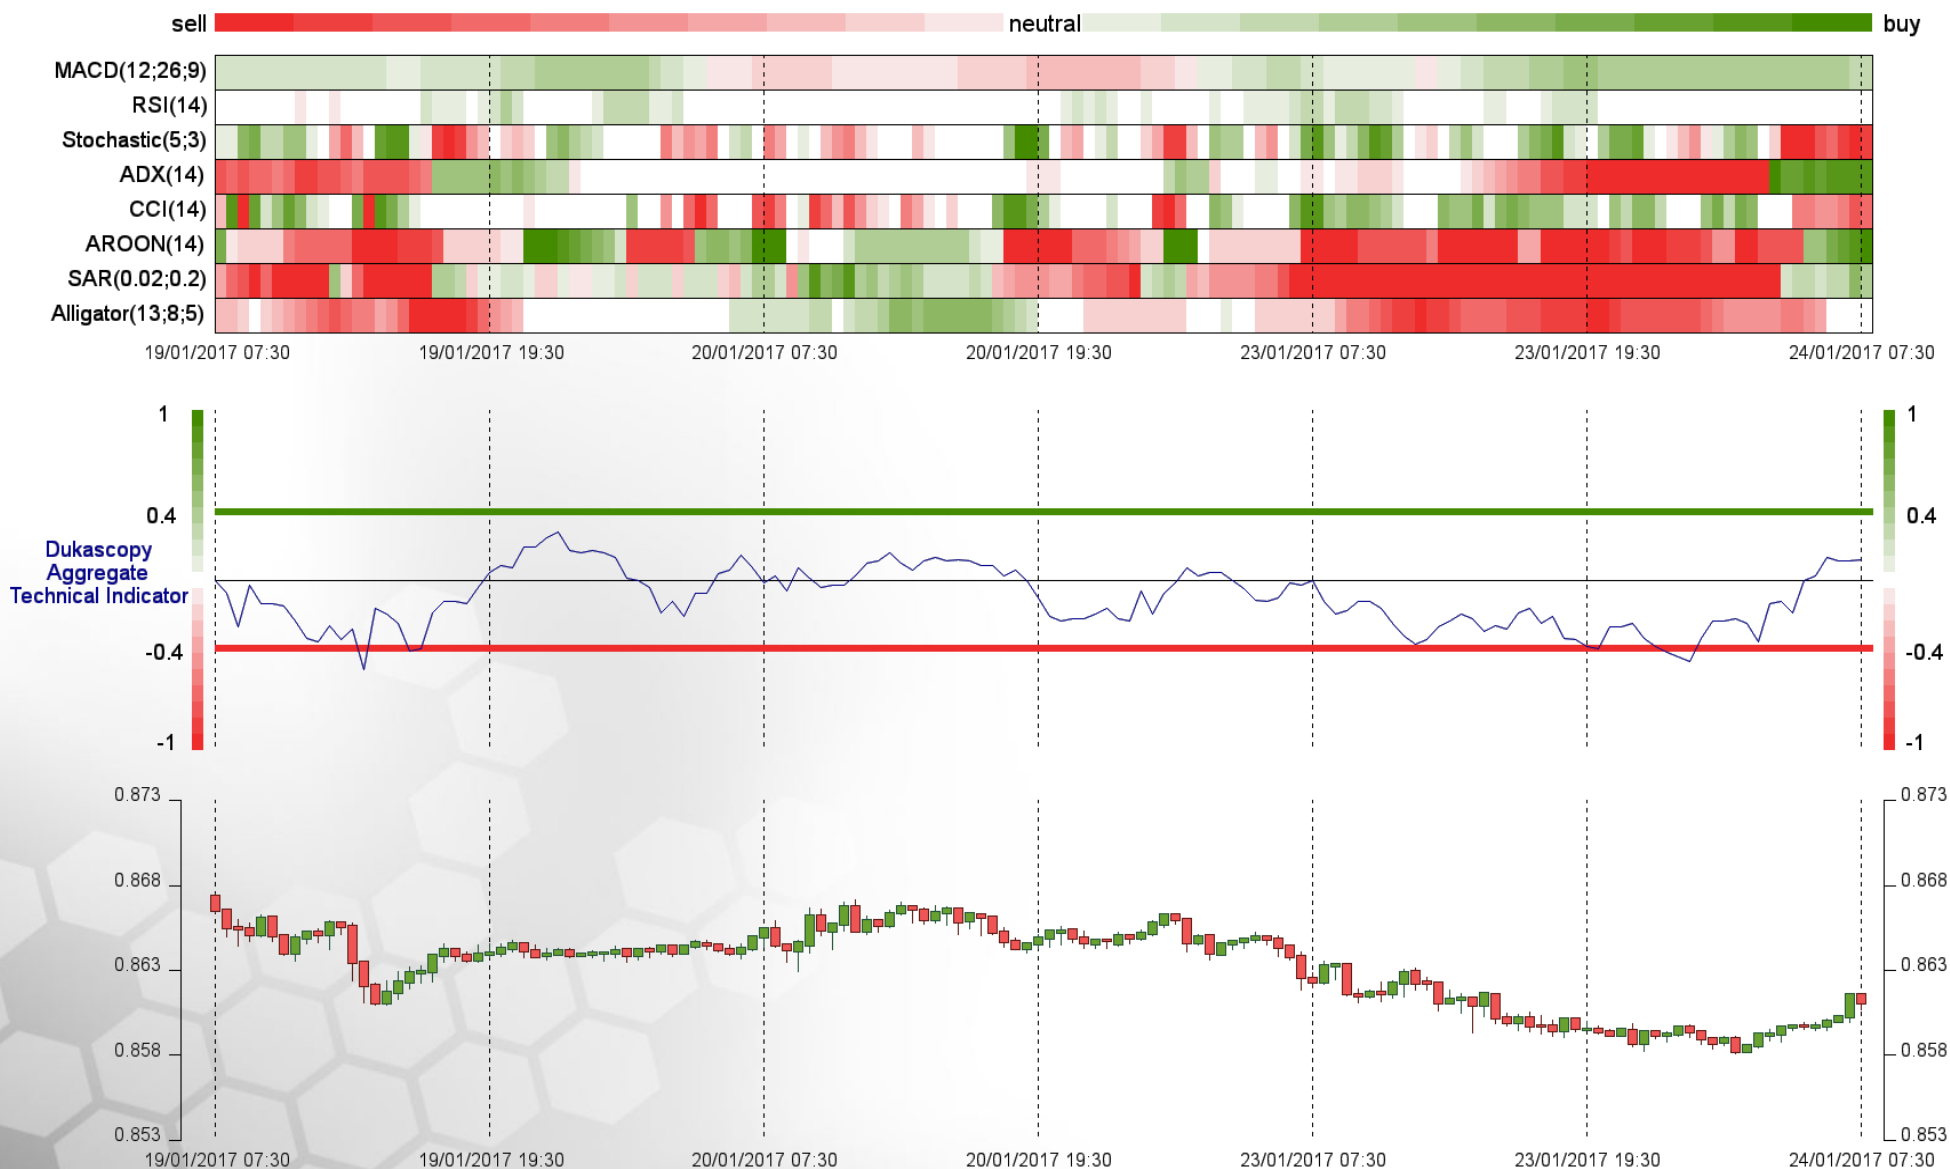 sell neutral buy
MACD(12;26;9)
RSI(14)
Stochastic(5;3)
ADX(14)
CCI(14)
AROON(14)
SAR(0.02;0.2)
Alligator(13;8;5)
19/01/2017 07:30 19/01/2017 19:30 20/01/2017 07:30 20/01/2017 19:30 23/01/2017 07:30 23/01/2017 19:30 24/01/2017 07:30
1 1
0.4 0.4
Dukascopy
Aggregate
Technical Indicator
-0.4 -0.4
-1 -1
0.873 0.873
0.868 0.868
0.863 0.863
0.858 0.858
0.853 0.853
19/01/2017 07:30 19/01/2017 19:30 20/01/2017 07:30 20/01/2017 19:30 23/01/2017 07:30 23/01/2017 19:30 24/01/2017 07:30